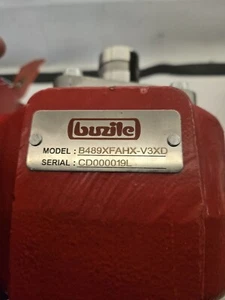 buzile
MODEL : B489XFAHX-V3XD
SERIAL : CD000019L